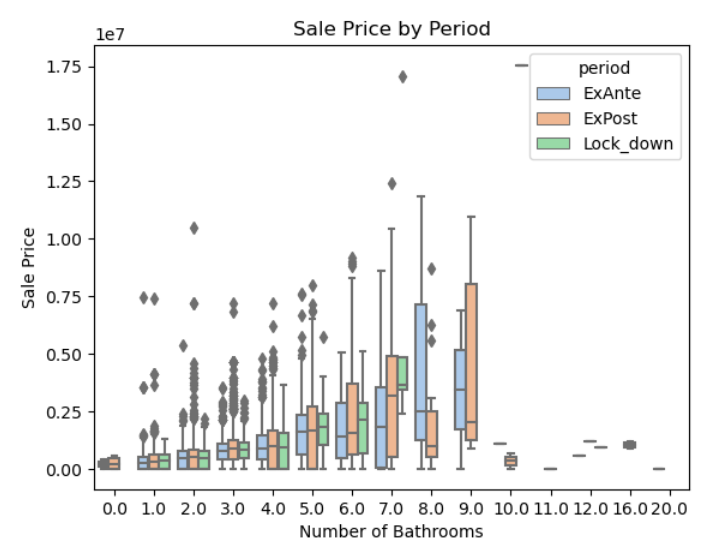 Sale Price by Period
1e7
1.75
1.50
1.25
1.00
0.75
0.50
0.25
0.00
Sale Price
period
ExAnte
ExPost
Lock_down
0.0 1.0 2.0 3.0 4.0 5.0 6.0 7.0 8.0 9.0 10.0 11.0 12.0 16.0 20.0
Number of Bathrooms